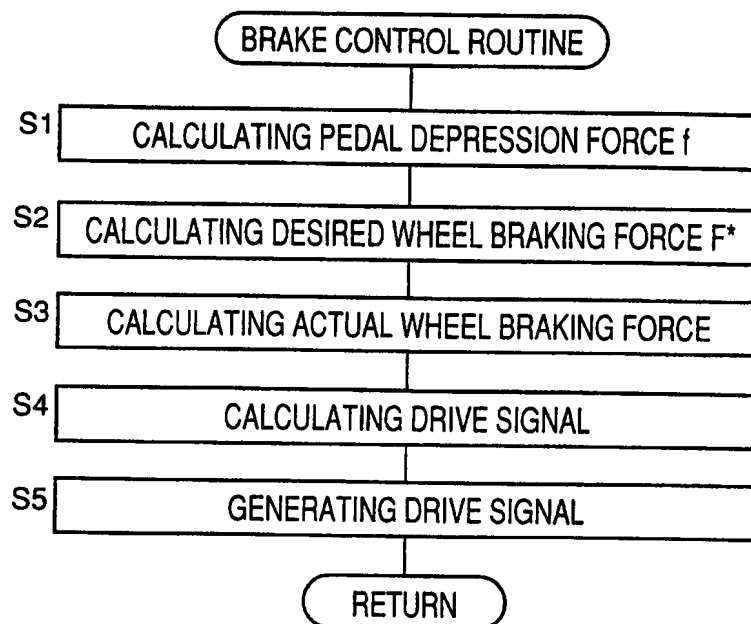 BRAKE CONTROL ROUTINE
S1 CALCULATING PEDAL DEPRESSION FORCE f
S2 CALCULATING DESIRED WHEEL BRAKING FORCE F*
S3 CALCULATING ACTUAL WHEEL BRAKING FORCE
S4 CALCULATING DRIVE SIGNAL
S5 GENERATING DRIVE SIGNAL
RETURN